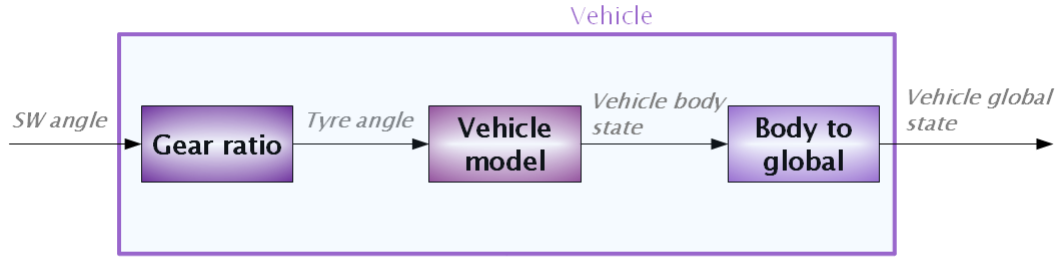 Vehicle
SW angle
Gear ratio
Tyre angle
Vehicle
model
Vehicle body
state
Body to
global
Vehicle global
state